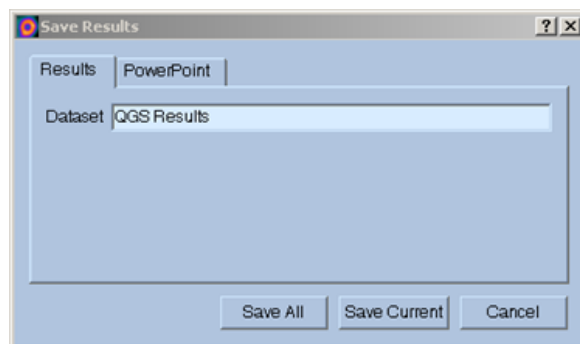 Save Results
? X
Results PowerPoint
Dataset QGS Results
Save All Save Current Cancel